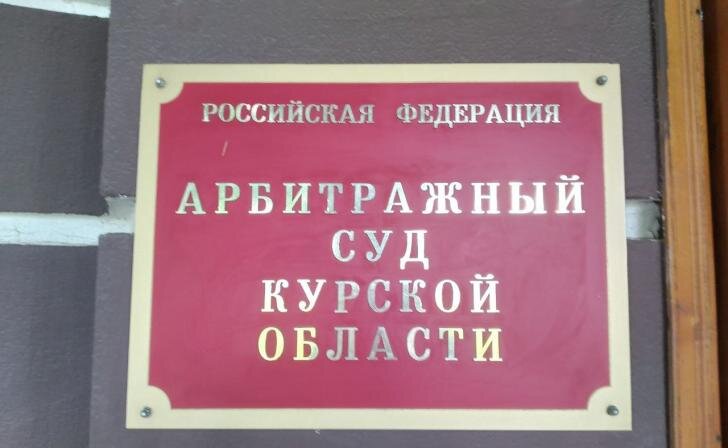 РОССИЙСКАЯ ФЕДЕРАЦИЯ
АРБИТРАЖНЫЙ
СУД
КУРСКОЙ
ОБЛАСТИ